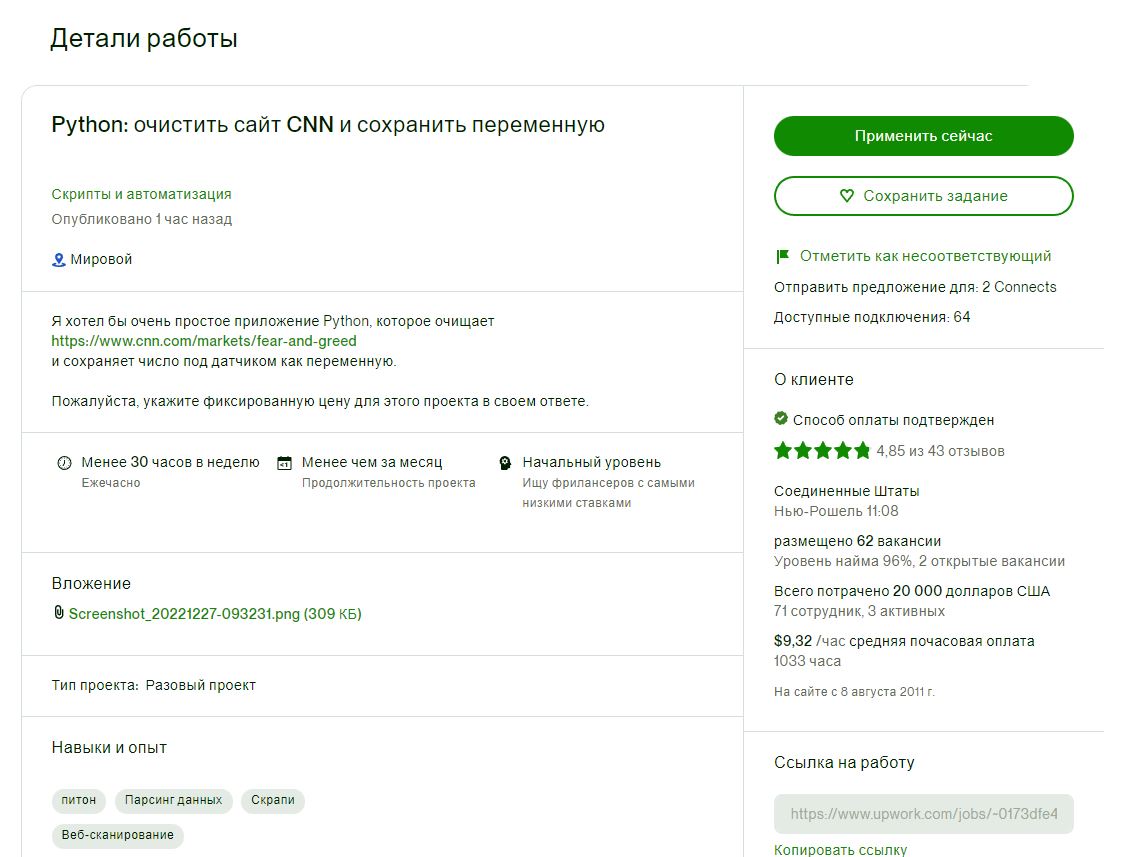 Детали работы
Python: очистить сайт CNN и сохранить переменную
Скрипты и автоматизация
Опубликовано 1 час назад
Мировой
Я хотел бы очень простое приложение Python, которое очищает
https://www.cnn.com/markets/fear-and-greed
и сохраняет число под датчиком как переменную.
Пожалуйста, укажите фиксированную цену для этого проекта в своем ответе.
Менее 30 часов в неделю
Ежечасно
Менее чем за месяц
Продолжительность проекта
Начальный уровень
Ищу фрилансеров с самыми
низкими ставками
Вложение
Screenshot_20221227-093231.png (309 КБ)
Тип проекта: Разовый проект
Навыки и опыт
питон
Парсинг данных
Скрапи
Веб-сканирование
Применить сейчас
Сохранить задание
Отметить как несоответствующий
Отправить предложение для: 2 Connects
Доступные подключения: 64
О клиенте
Способ оплаты подтвержден
4,85 из 43 отзывов
Соединенные Штаты
Нью-Рошель 11:08
размещено 62 вакансии
Уровень найма 96%, 2 открытые вакансии
Всего потрачено 20 000 долларов США
71 сотрудник, 3 активных
$9,32 /час средняя почасовая оплата
1033 часа
На сайте с 8 августа 2011 г.
Ссылка на работу
https://www.upwork.com/jobs/~0173dfe4
Копировать ссылку